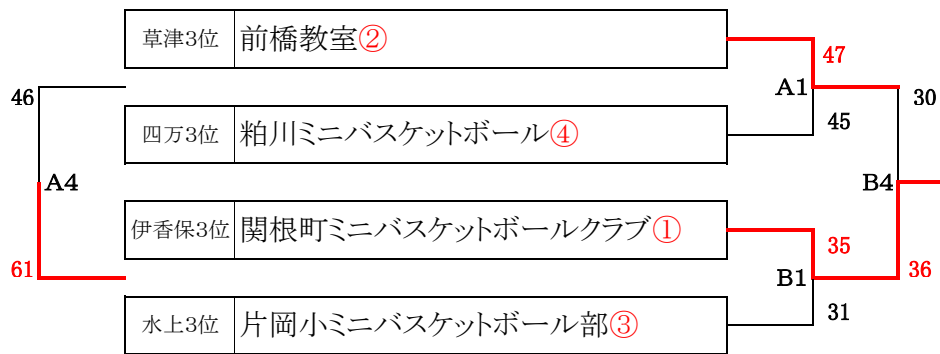 草津3位 前橋教室②
47
46
A1
30
四万3位 粕川ミニバスケットボール④
45
A4
B4
伊香保3位 関根町ミニバスケットボールクラブ①
35
61
36
B1
水上3位 片岡小ミニバスケットボール部③
31